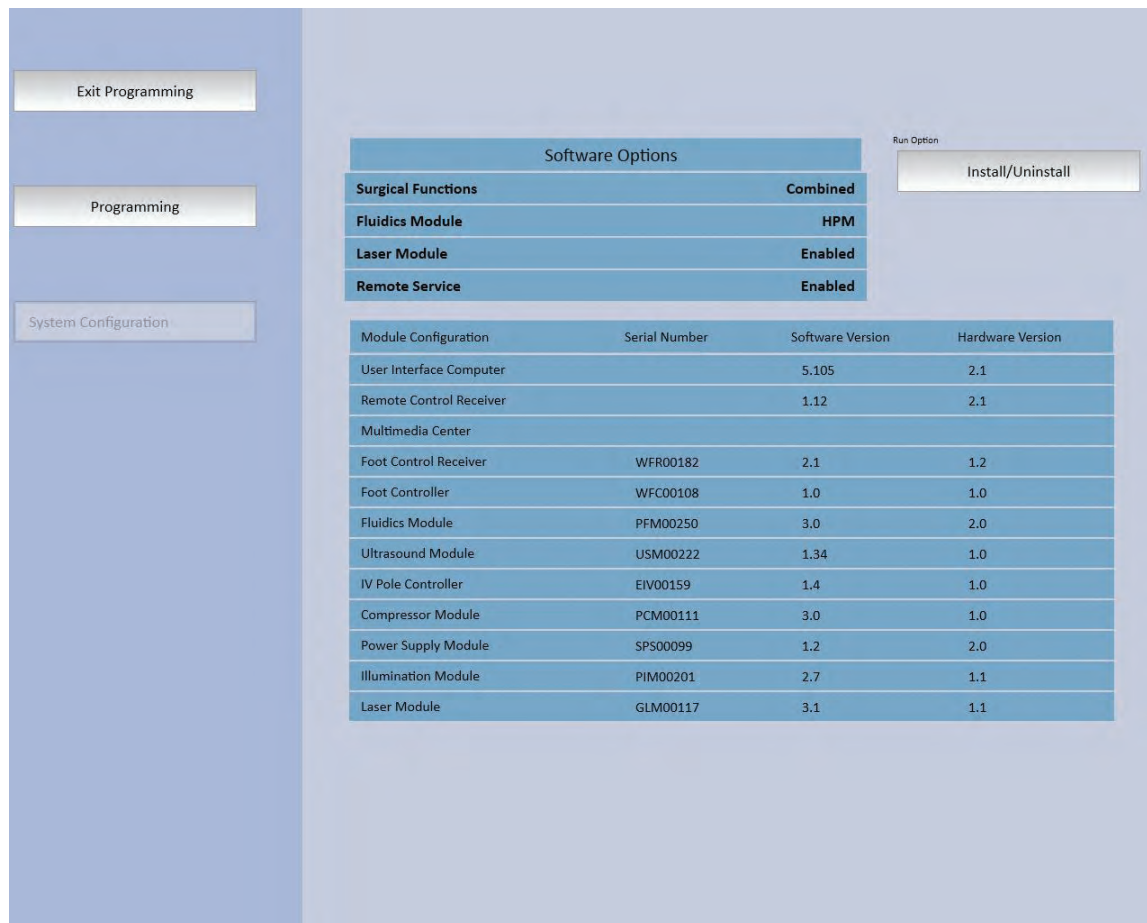 Exit Programming
Programming
System Configuration
Run Option
Install/Uninstall
Software Options
Surgical Functions Combined
Fluidics Module HPM
Laser Module Enabled
Remote Service Enabled
Module Configuration Serial Number Software Version Hardware Version
User Interface Computer 5.105 2.1
Remote Control Receiver 1.12 2.1
Multimedia Center
Foot Control Receiver WFR00182 2.1 1.2
Foot Controller WFC00108 1.0 1.0
Fluidics Module PFM00250 3.0 2.0
Ultrasound Module USM00222 1.34 1.0
IV Pole Controller EIV00159 1.4 1.0
Compressor Module PCM00111 3.0 1.0
Power Supply Module SPS00099 1.2 2.0
Illumination Module PIM00201 2.7 1.1
Laser Module GLM00117 3.1 1.1